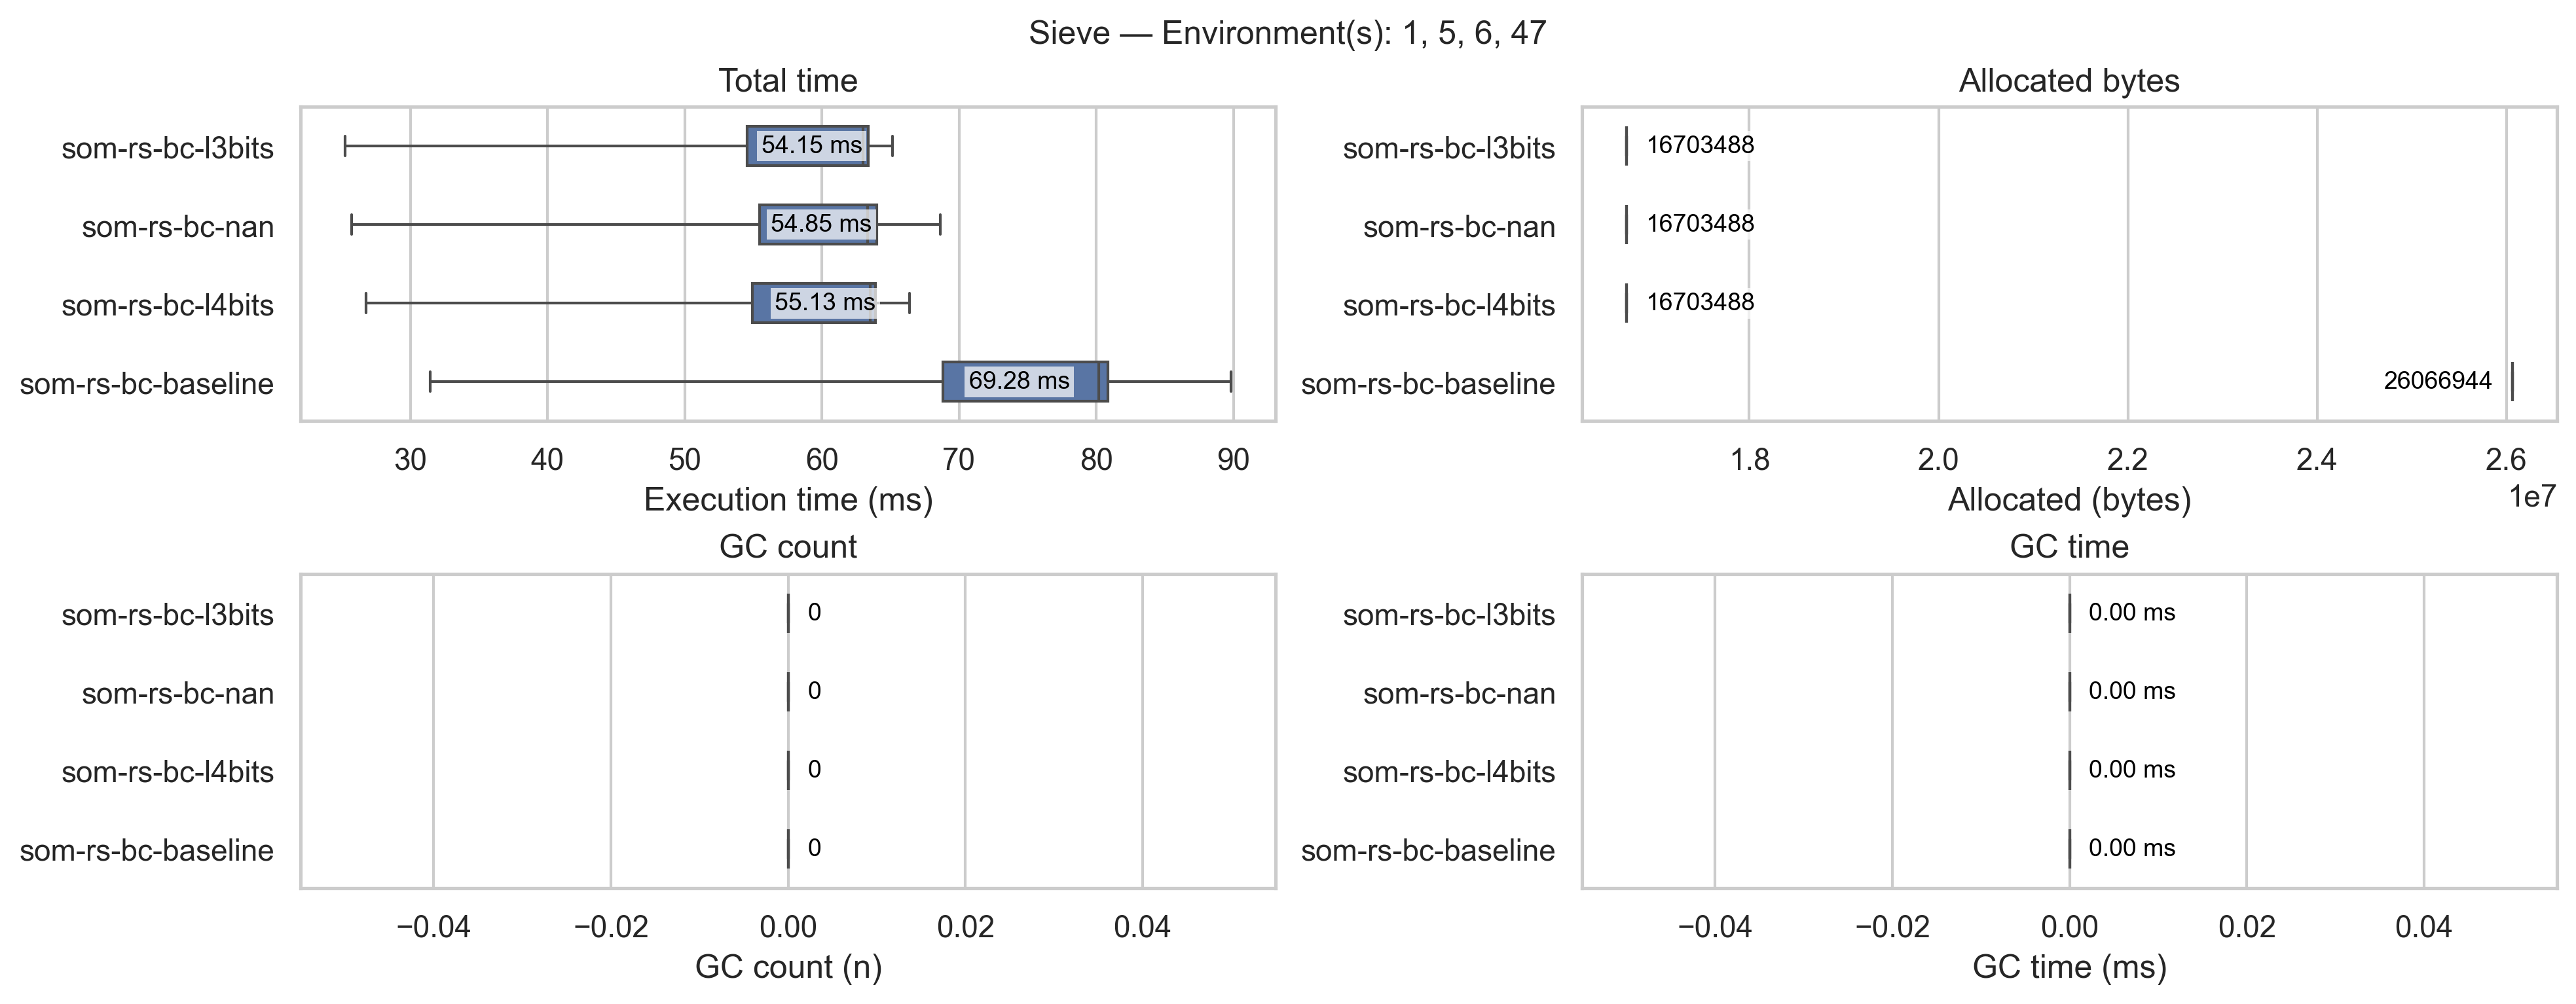 Sieve — Environment(s): 1, 5, 6, 47
Total time
som-rs-bc-l3bits
54.15 ms
som-rs-bc-nan
54.85 ms
som-rs-bc-l4bits
55.13 ms
som-rs-bc-baseline
69.28 ms
30 40 50 60 70 80 90
Execution time (ms)
Allocated bytes
som-rs-bc-l3bits
16703488
som-rs-bc-nan
16703488
som-rs-bc-l4bits
16703488
som-rs-bc-baseline
26066944
1.8 2.0 2.2 2.4 2.6
1e7
Allocated (bytes)
GC count
som-rs-bc-l3bits
0
som-rs-bc-nan
0
som-rs-bc-l4bits
0
som-rs-bc-baseline
0
−0.04 −0.02 0.00 0.02 0.04
GC count (n)
GC time
som-rs-bc-l3bits
0.00 ms
som-rs-bc-nan
0.00 ms
som-rs-bc-l4bits
0.00 ms
som-rs-bc-baseline
0.00 ms
−0.04 −0.02 0.00 0.02 0.04
GC time (ms)